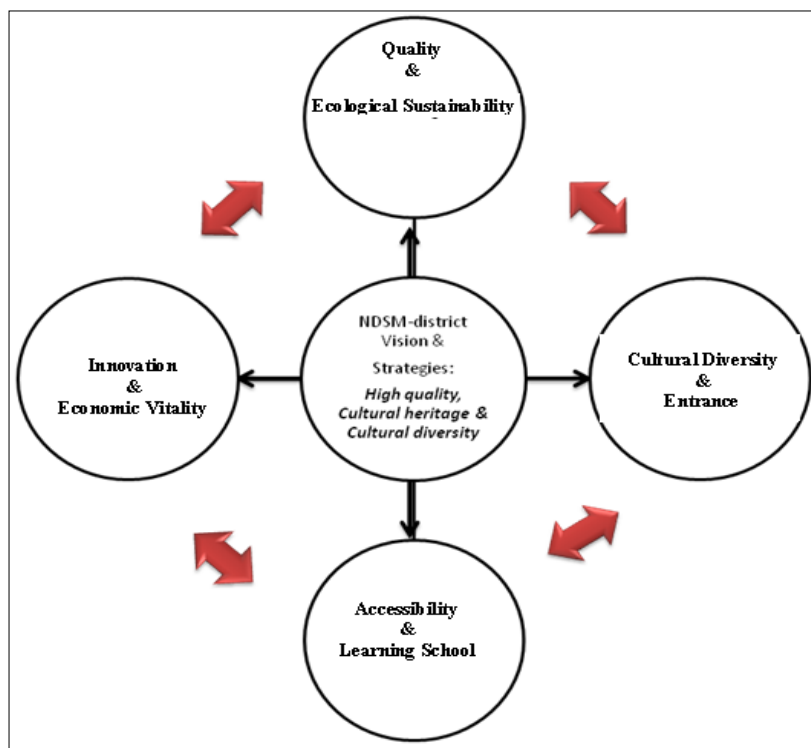 Quality
&
Ecological Sustainability
NDSM-district
Vision &
Strategies:
High quality,
Cultural heritage &
Cultural diversity
Innovation
&
Economic Vitality
Cultural Diversity
&
Entrance
Accessibility
&
Learning School